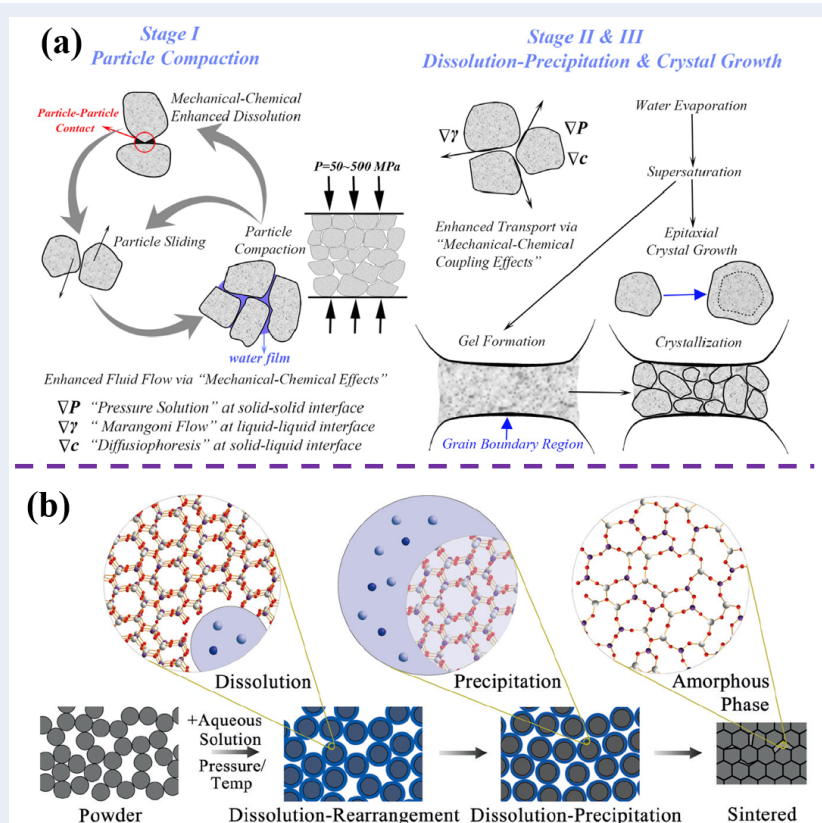 (a)
Stage I
Particle Compaction
Mechanical-Chemical
Enhanced Dissolution
Particle-Particle
Contact
Particle Sliding
Particle
Compaction
water film
P=50~500 MPa
Enhanced Fluid Flow via “Mechanical-Chemical Effects”
∇P “Pressure Solution” at solid-solid interface
∇γ “ Marangoni Flow” at liquid-liquid interface
∇c “Diffusiophoresis” at solid-liquid interface
Stage II & III
Dissolution-Precipitation & Crystal Growth
∇γ
∇P
∇c
Enhanced Transport via
“Mechanical-Chemical
Coupling Effects”
Water Evaporation
Supersaturation
Epitaxial
Crystal Growth
Gel Formation
Crystallization
Grain Boundary Region
(b)
Dissolution
Precipitation
Amorphous
Phase
+Aqueous
Solution
Pressure/
Temp
Powder
Dissolution-Rearrangement
Dissolution-Precipitation
Sintered